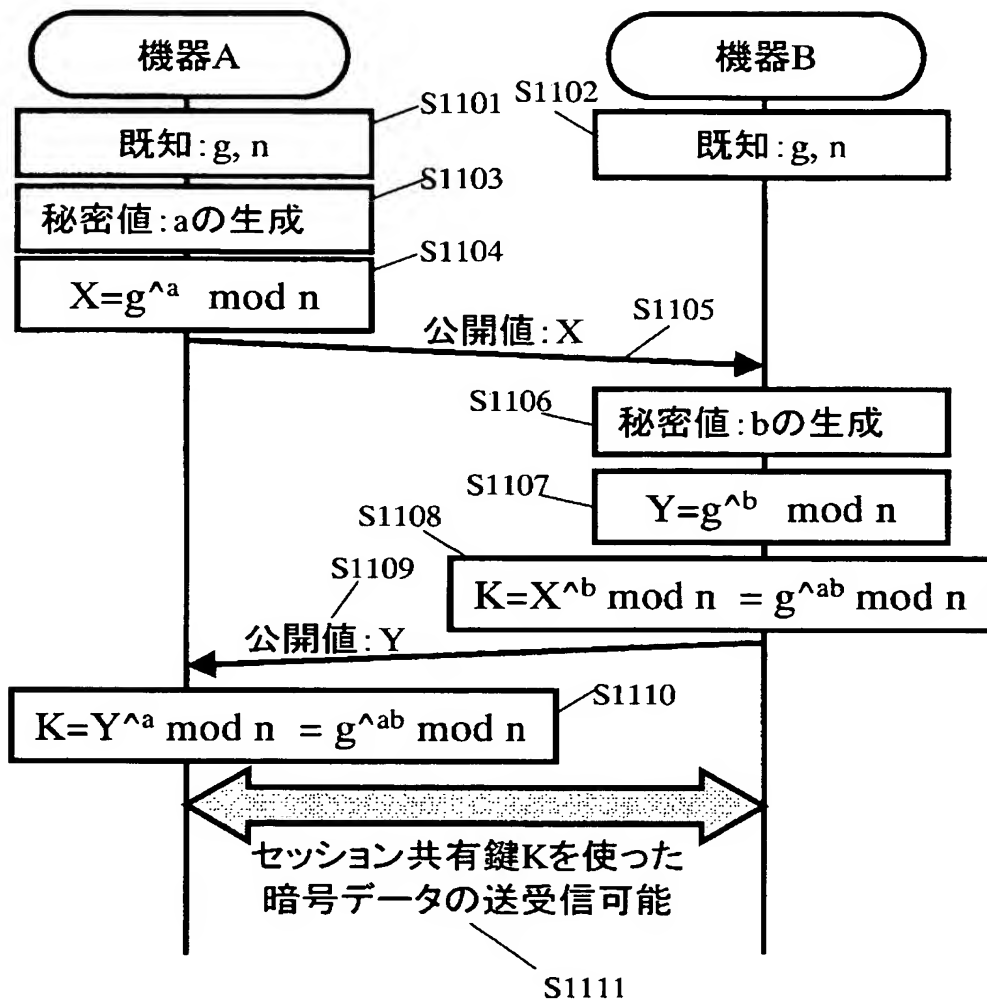 機器A
機器B
S1101
S1102
既知:g, n
既知:g, n
S1103
秘密値:aの生成
S1104
X=g^a mod n
公開値:X
S1105
S1106
秘密値:bの生成
S1107
Y=g^b mod n
S1108
K=X^b mod n = g^ab mod n
S1109
公開値:Y
S1110
K=Y^a mod n = g^ab mod n
セッション共有鍵Kを使った
暗号データの送受信可能
S1111